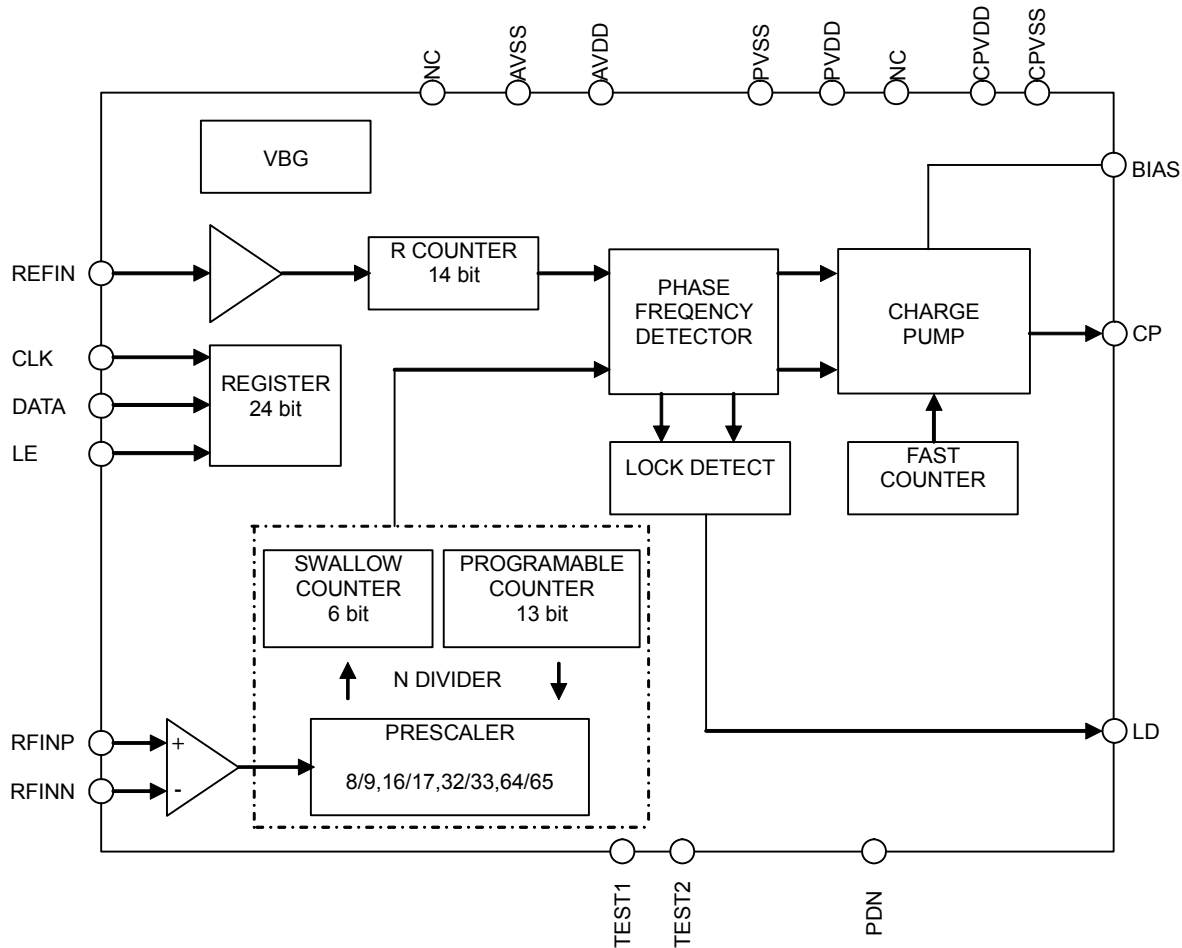 NC
AVSS
AVDD
PVSS
PVDD
NC
CPVDD
CPVSS
VBG
BIAS
REFIN
R COUNTER
14 bit
PHASE
FREQENCY
DETECTOR
CHARGE
PUMP
CP
CLK
DATA
LE
REGISTER
24 bit
LOCK DETECT
FAST
COUNTER
SWALLOW
COUNTER
6 bit
PROGRAMABLE
COUNTER
13 bit
N DIVIDER
RFINP
RFINN
+
-
PRESCALER
8/9,16/17,32/33,64/65
LD
TEST1
TEST2
PDN